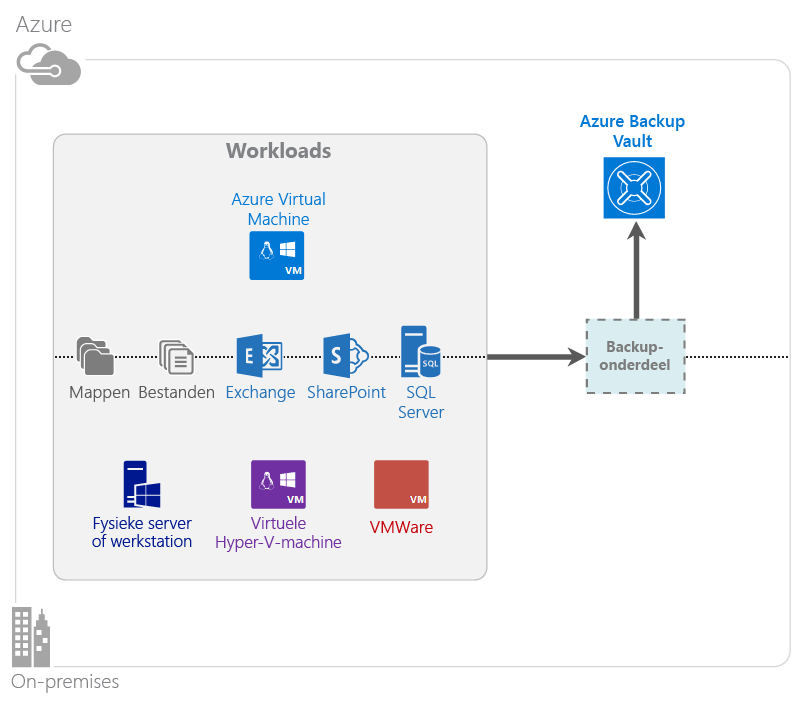 Azure
Azure Backup
Vault
Workloads
Azure Virtual
Machine
VM
Backup-
onderdeel
E
S
SQL
Mappen
Bestanden
Exchange
SharePoint
SQL
Server
VM
VM
Fysieke server
of werkstation
Virtuele
Hyper-V-machine
VMWare
On-premises